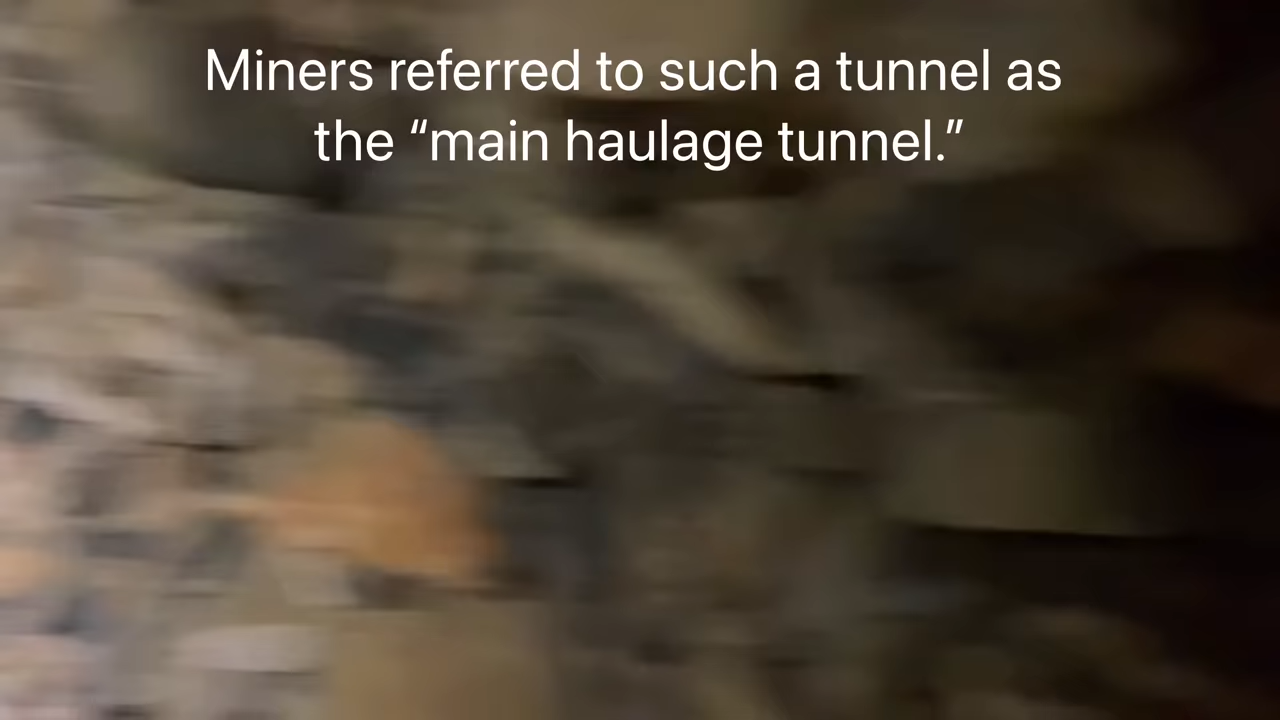 Miners referred to such a tunnel as
the “main haulage tunnel.”